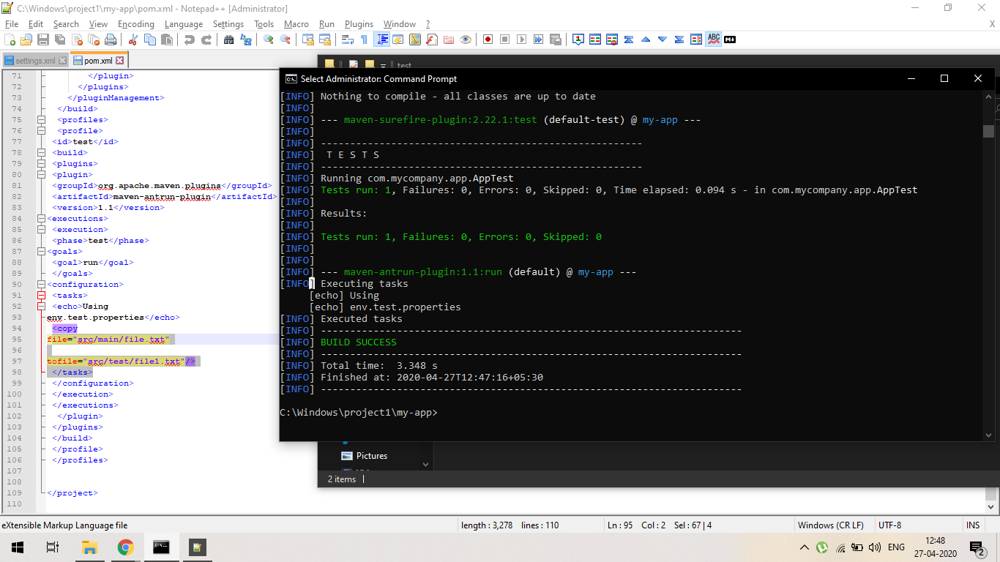 C:\Windows\project1\my-app\pom.xml - Notepad++ [Administrator]
File Edit Search View Encoding Language Settings Tools Macro Run Plugins Window ? X
settings.xml pom.xml
test
71 </plugin>
72 </plugins>
73 </pluginManagement>
74 </build>
75 <profiles>
76 <profile>
77 <id>test</id>
78 <build>
79 <plugins>
80 <plugin>
81 <groupId>org.apache.maven.plugins</groupId>
82 <artifactId>maven-antrun-plugin</artifactId>
83 <version>1.1</version>
84 <executions>
85 <execution>
86 <phase>test</phase>
87 <goals>
88 <goal>run</goal>
89 </goals>
90 <configuration>
91 <tasks>
92 <echo>Using
93 env.test.properties</echo>
94 <copy
95 file="src/main/file.txt"
96
97 tofile="src/test/file1.txt"/>
98 </tasks>
99 </configuration>
100 </execution>
101 </executions>
102 </plugin>
103 </plugins>
104 </build>
105 </profile>
106 </profiles>
107
108
109 </project>
110
Select Administrator: Command Prompt
[INFO] Nothing to compile - all classes are up to date
[INFO]
[INFO] --- maven-surefire-plugin:2.22.1:test (default-test) @ my-app ---
[INFO]
[INFO] -------------------------------------------------------
[INFO] T E S T S
[INFO] -------------------------------------------------------
[INFO] Running com.mycompany.app.AppTest
[INFO] Tests run: 1, Failures: 0, Errors: 0, Skipped: 0, Time elapsed: 0.094 s - in com.mycompany.app.AppTest
[INFO]
[INFO] Results:
[INFO]
[INFO] Tests run: 1, Failures: 0, Errors: 0, Skipped: 0
[INFO]
[INFO]
[INFO] --- maven-antrun-plugin:1.1:run (default) @ my-app ---
[INFO] Executing tasks
[echo] Using
[echo] env.test.properties
[INFO] Executed tasks
[INFO] ------------------------------------------------------------------------
[INFO] BUILD SUCCESS
[INFO] ------------------------------------------------------------------------
[INFO] Total time: 3.348 s
[INFO] Finished at: 2020-04-27T12:47:16+05:30
[INFO] ------------------------------------------------------------------------
C:\Windows\project1\my-app>
Pictures
2 items
eXtensible Markup Language file length : 3,278 lines : 110 Ln : 95 Col : 2 Sel : 67 | 4 Windows (CR LF) UTF-8 INS
ENG 12:48
27-04-2020
2